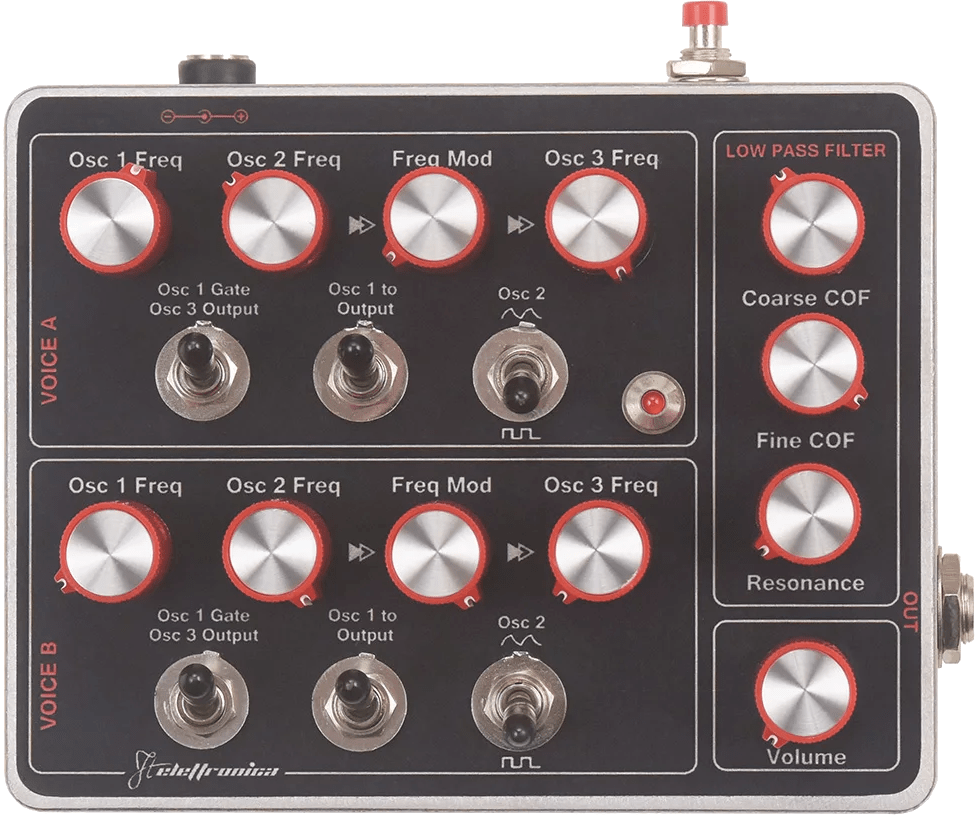 Osc 1 Freq
Osc 2 Freq
Freq Mod
Osc 3 Freq
Osc 1 Gate
Osc 3 Output
Osc 1 to
Output
Osc 2
VOICE A
Osc 1 Freq
Osc 2 Freq
Freq Mod
Osc 3 Freq
Osc 1 Gate
Osc 3 Output
Osc 1 to
Output
Osc 2
VOICE B
LOW PASS FILTER
Coarse COF
Fine COF
Resonance
OUT
Volume
Jtelettronica